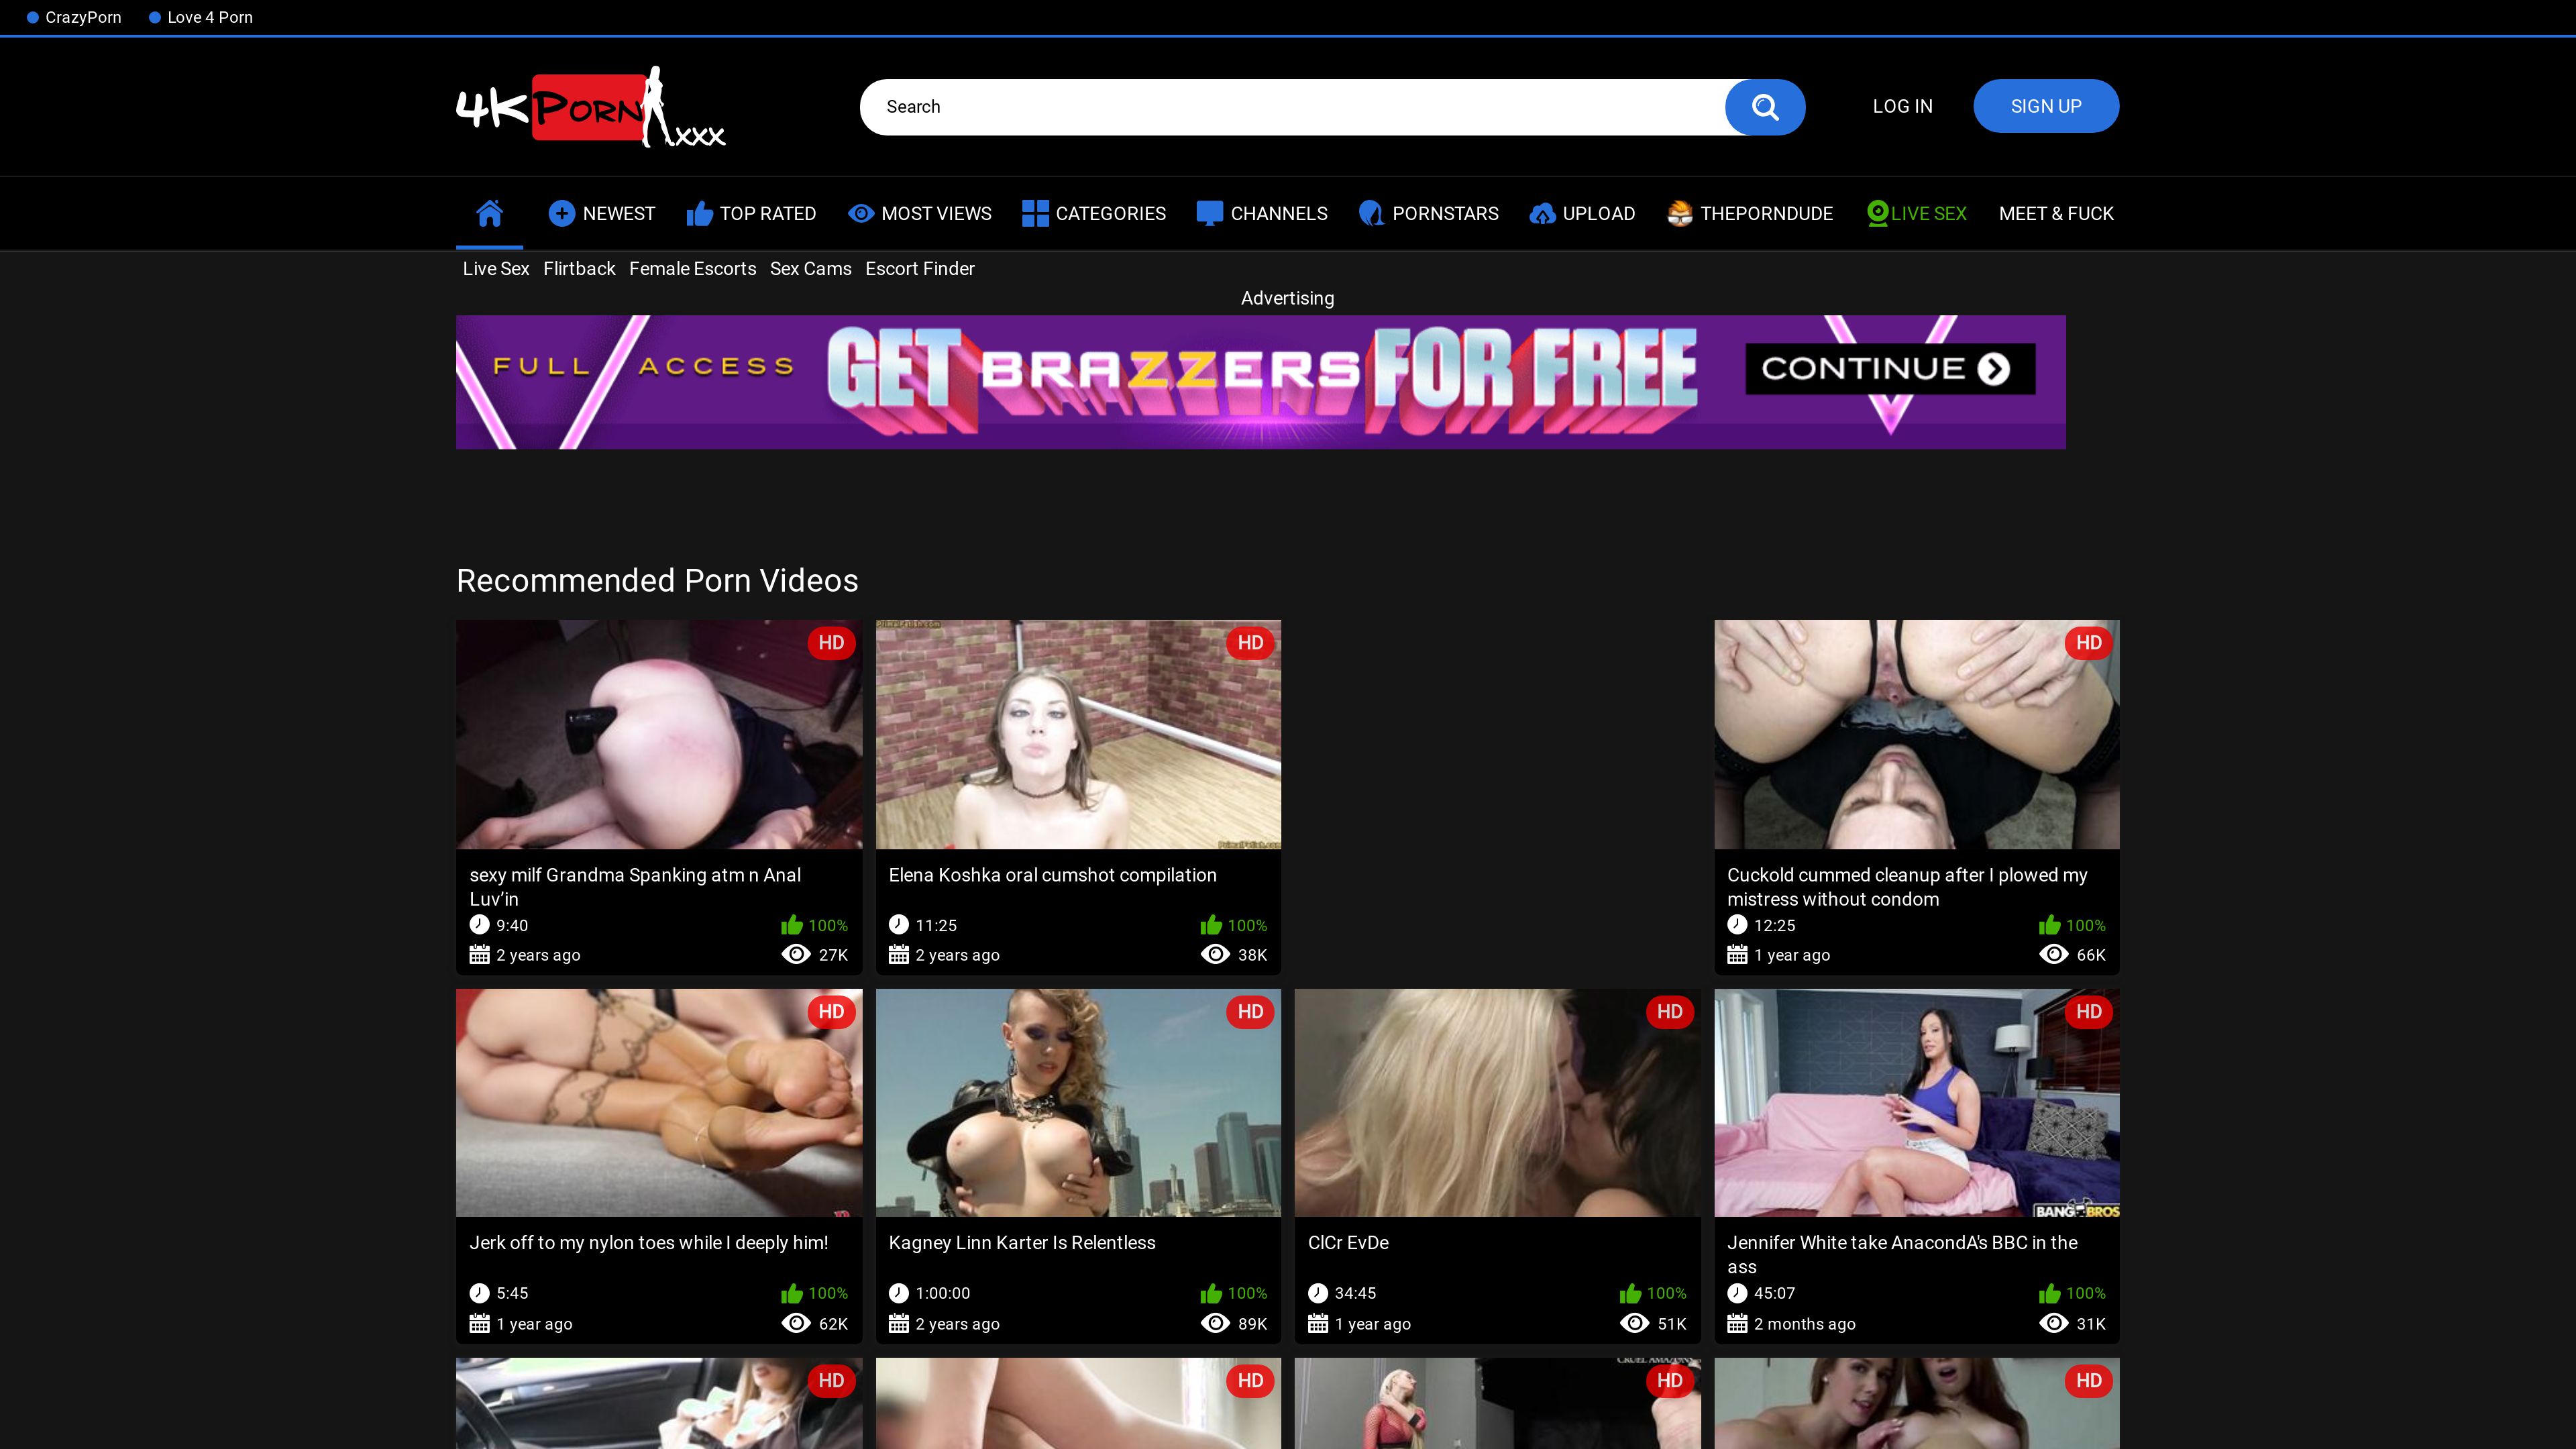 CrazyPorn Love 4 Porn
4K PORN xxx
Search
LOG IN
SIGN UP
NEWEST TOP RATED MOST VIEWS CATEGORIES CHANNELS PORNSTARS UPLOAD THEPORNDUDE LIVE SEX MEET & FUCK
Live Sex Flirtback Female Escorts Sex Cams Escort Finder
Advertising
FULL ACCESS GET BRAZZERS FOR FREE CONTINUE
Recommended Porn Videos
HD
sexy milf Grandma Spanking atm n Anal
Luv’in
9:40 100%
2 years ago 27K
PrimalFetish.com
HD
PrimalFetish.com
Elena Koshka oral cumshot compilation
11:25 100%
2 years ago 38K
HD
Cuckold cummed cleanup after I plowed my
mistress without condom
12:25 100%
1 year ago 66K
HD
Jerk off to my nylon toes while I deeply him!
5:45 100%
1 year ago 62K
HD
Kagney Linn Karter Is Relentless
1:00:00 100%
2 years ago 89K
HD
ClCr EvDe
34:45 100%
1 year ago 51K
HD
BANG BROS
Jennifer White take AnacondA's BBC in the
ass
45:07 100%
2 months ago 31K
HD
HD
CRUEL AMAZONS
HD
HD